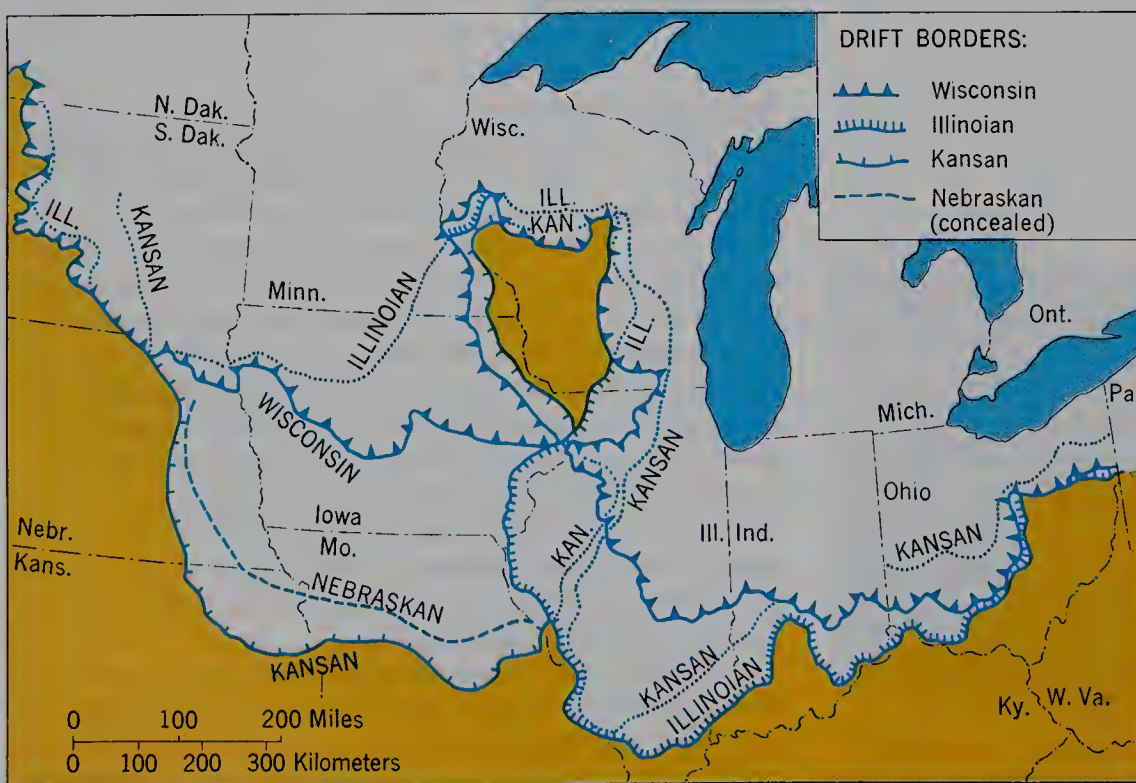 DRIFT BORDERS:
Wisconsin
Illinoian
Kansan
Nebraskan
(concealed)
N. Dak.
S. Dak.
Wisc.
ILL.
KAN
ILL.
KANSAN
Minn.
ILLINOIAN
ILL.
Ont.
WISCONSIN
Mich.
Pa
KANSAN
Iowa
Mo.
Nebr.
Kans.
KAN
Ill.
Ind.
Ohio
KANSAN
NEBRASKAN
KANSAN
KANSAN
ILLINOIAN
Ky.
W. Va.
0 100 200 Miles
0 100 200 300 Kilometers